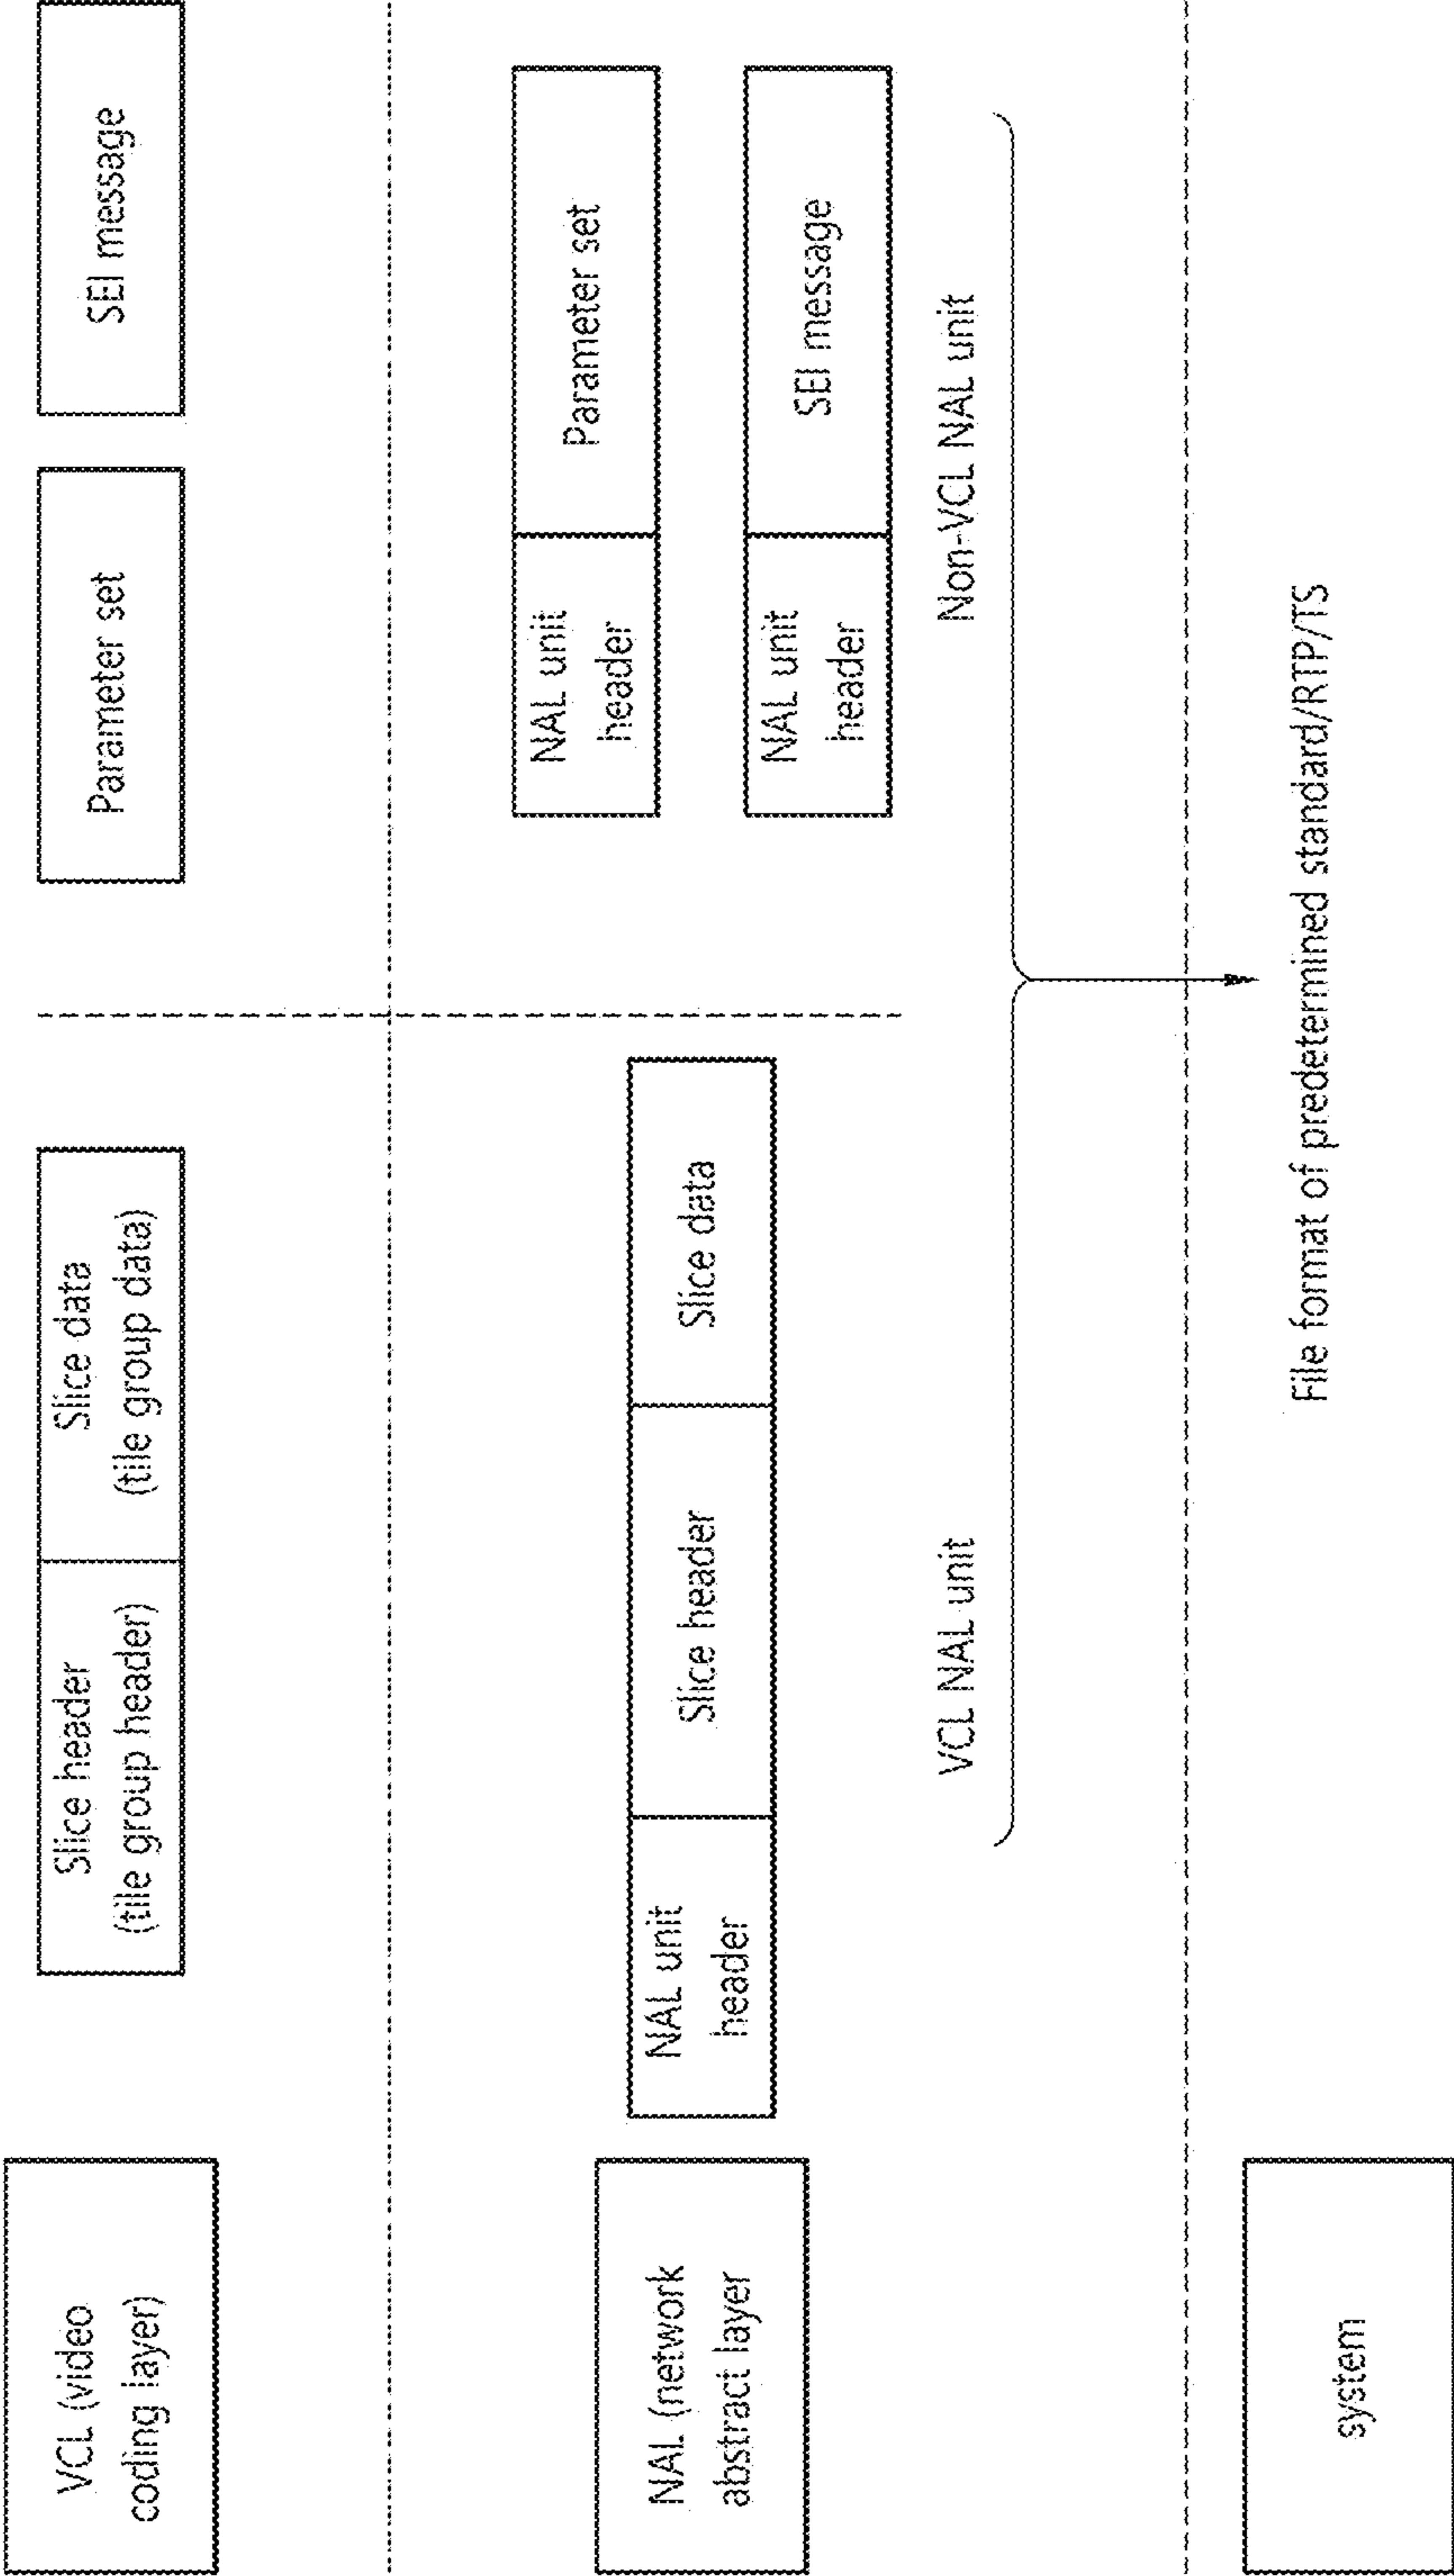 VCL (video
coding layer)
Slice header
(tile group header)
Slice data
(tile group data)
Parameter set
SEI message
NAL (network
abstract layer
NAL unit
header
Slice header
Slice data
NAL unit
header
Parameter set
NAL unit
header
SEI message
VCL NAL unit
Non-VCL NAL unit
system
File format of predetermined standard/RTP/TS